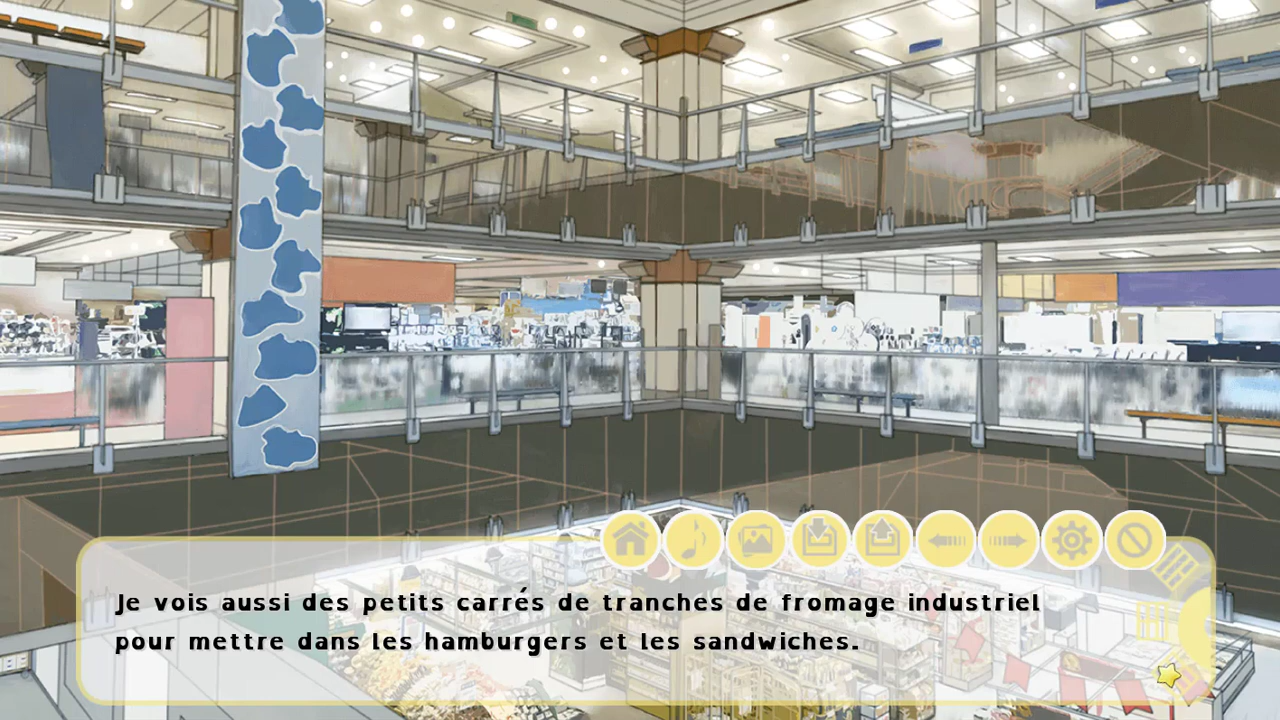 Je vois aussi des petits carrés de tranches de fromage industriel
pour mettre dans les hamburgers et les sandwiches.